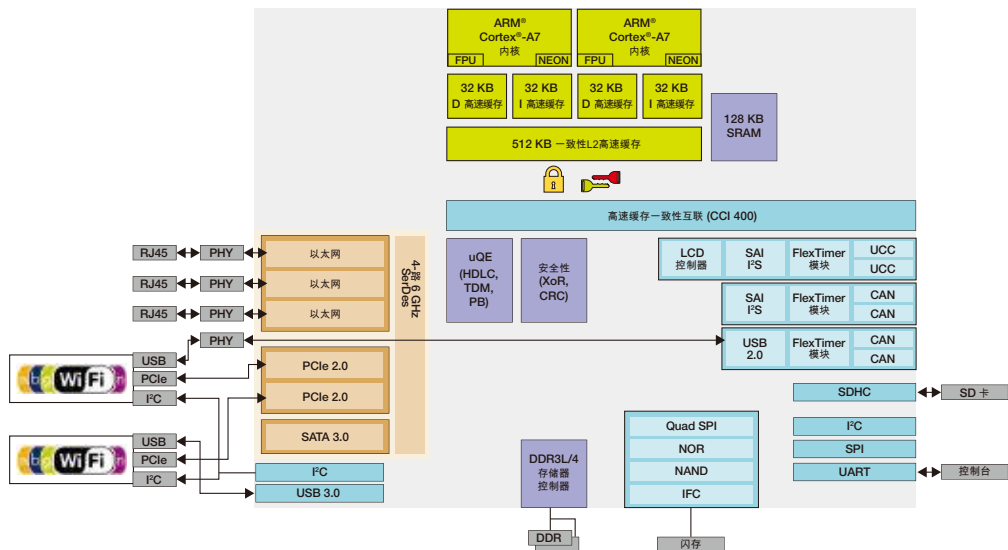 ARM®
Cortex®-A7
内核
FPU
NEON
ARM®
Cortex®-A7
内核
FPU
NEON
32 KB
D 高速缓存
32 KB
I 高速缓存
32 KB
D 高速缓存
32 KB
I 高速缓存
128 KB
SRAM
512 KB 一致性L2高速缓存
高速缓存一致性互联 (CCI 400)
RJ45
PHY
以太网
RJ45
PHY
以太网
RJ45
PHY
以太网
4-路 6 GHz
SerDes
uQE
(HDLC,
TDM,
PB)
安全性
(XoR,
CRC)
LCD
控制器
SAI
I²S
FlexTimer
模块
UCC
UCC
SAI
I²S
FlexTimer
模块
CAN
CAN
USB
2.0
FlexTimer
模块
CAN
CAN
PHY
WiFi
USB
PCIe
I²C
PCIe 2.0
PCIe 2.0
SATA 3.0
WiFi
USB
PCIe
I²C
I²C
USB 3.0
DDR3L/4
存储器
控制器
DDR
Quad SPI
NOR
NAND
IFC
闪存
SDHC
SD 卡
I²C
SPI
UART
控制台